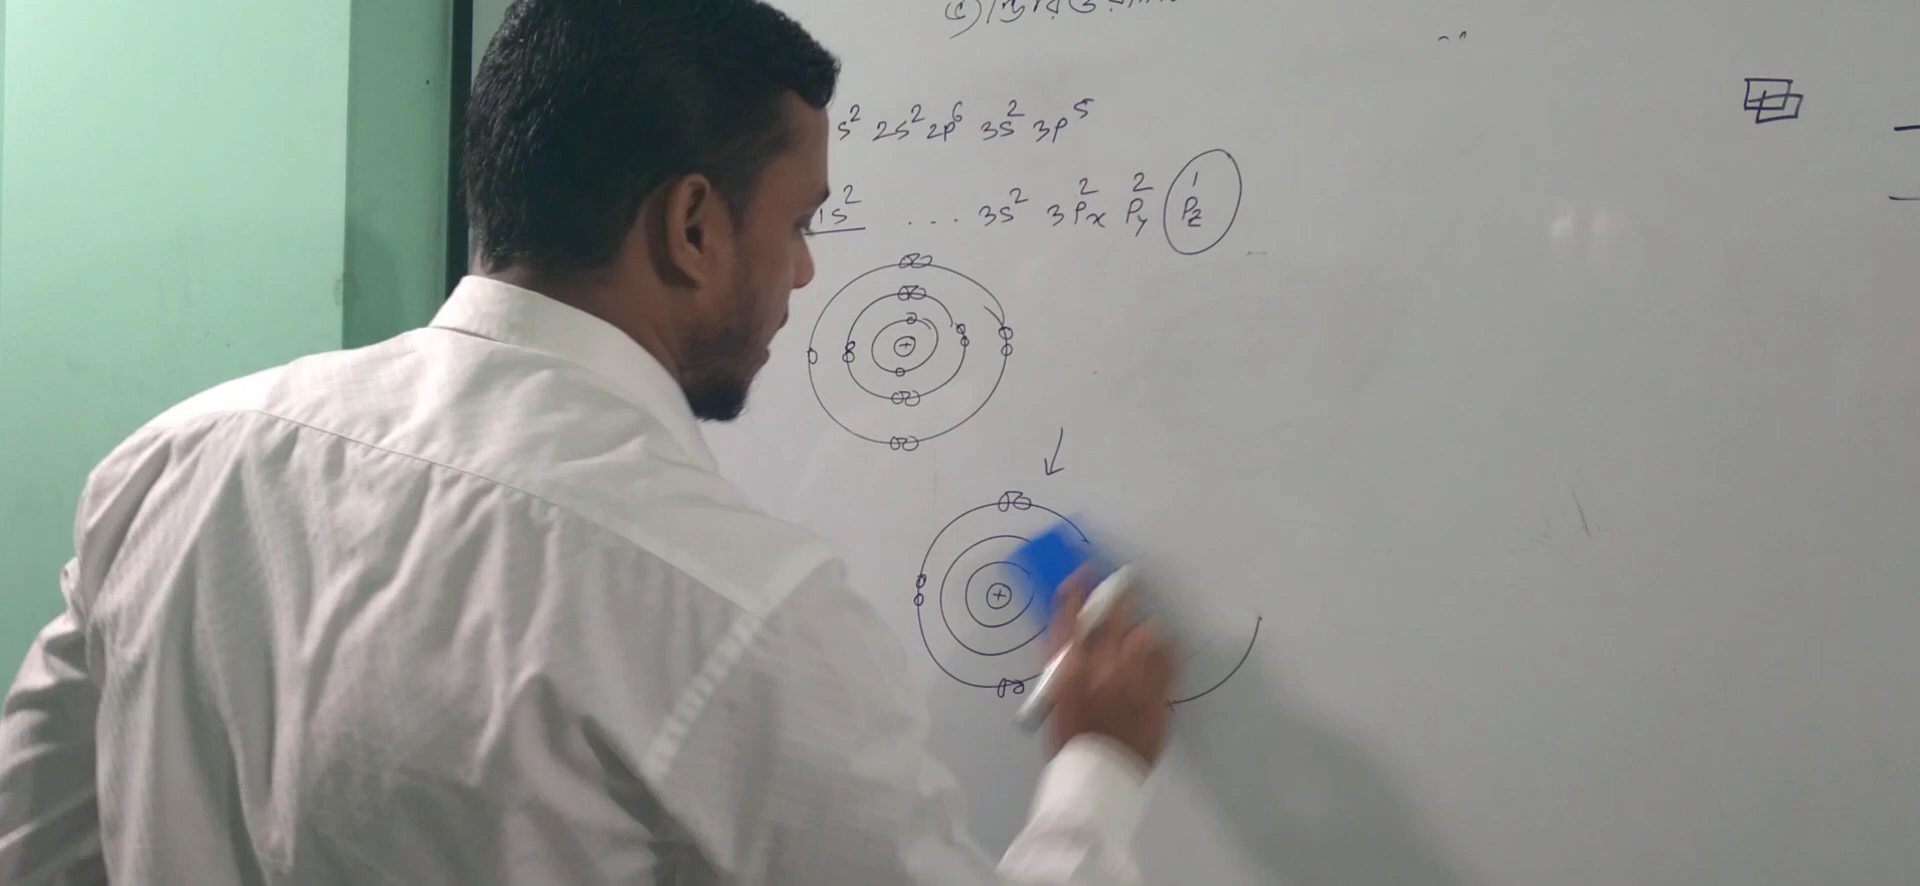 s² 2s² 2p⁶ 3s² 3p⁵
1s² ... 3s² 3Px² Py² Pz¹
+
+